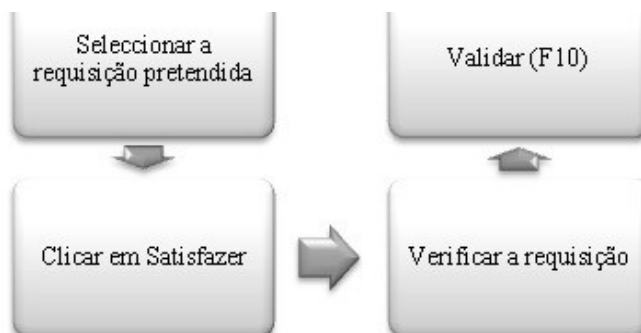 Seleccionar a
requisição pretendida
Clicar em Satisfazer
Verificar a requisição
Validar (F10)